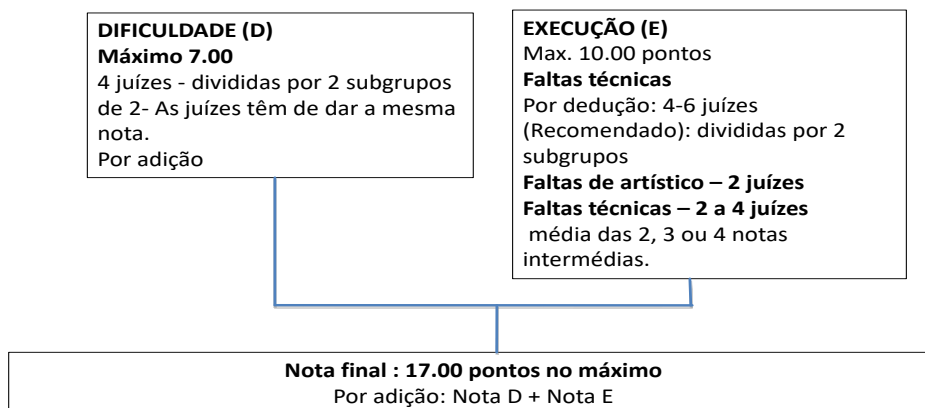 DIFICULDADE (D)
Máximo 7.00
4 juízes - divididas por 2 subgrupos
de 2- As juízes têm de dar a mesma
nota.
Por adição
EXECUÇÃO (E)
Max. 10.00 pontos
Faltas técnicas
Por dedução: 4-6 juízes
(Recomendado): divididas por 2
subgrupos
Faltas de artístico – 2 juízes
Faltas técnicas – 2 a 4 juízes
média das 2, 3 ou 4 notas
intermédias.
Nota final : 17.00 pontos no máximo
Por adição: Nota D + Nota E